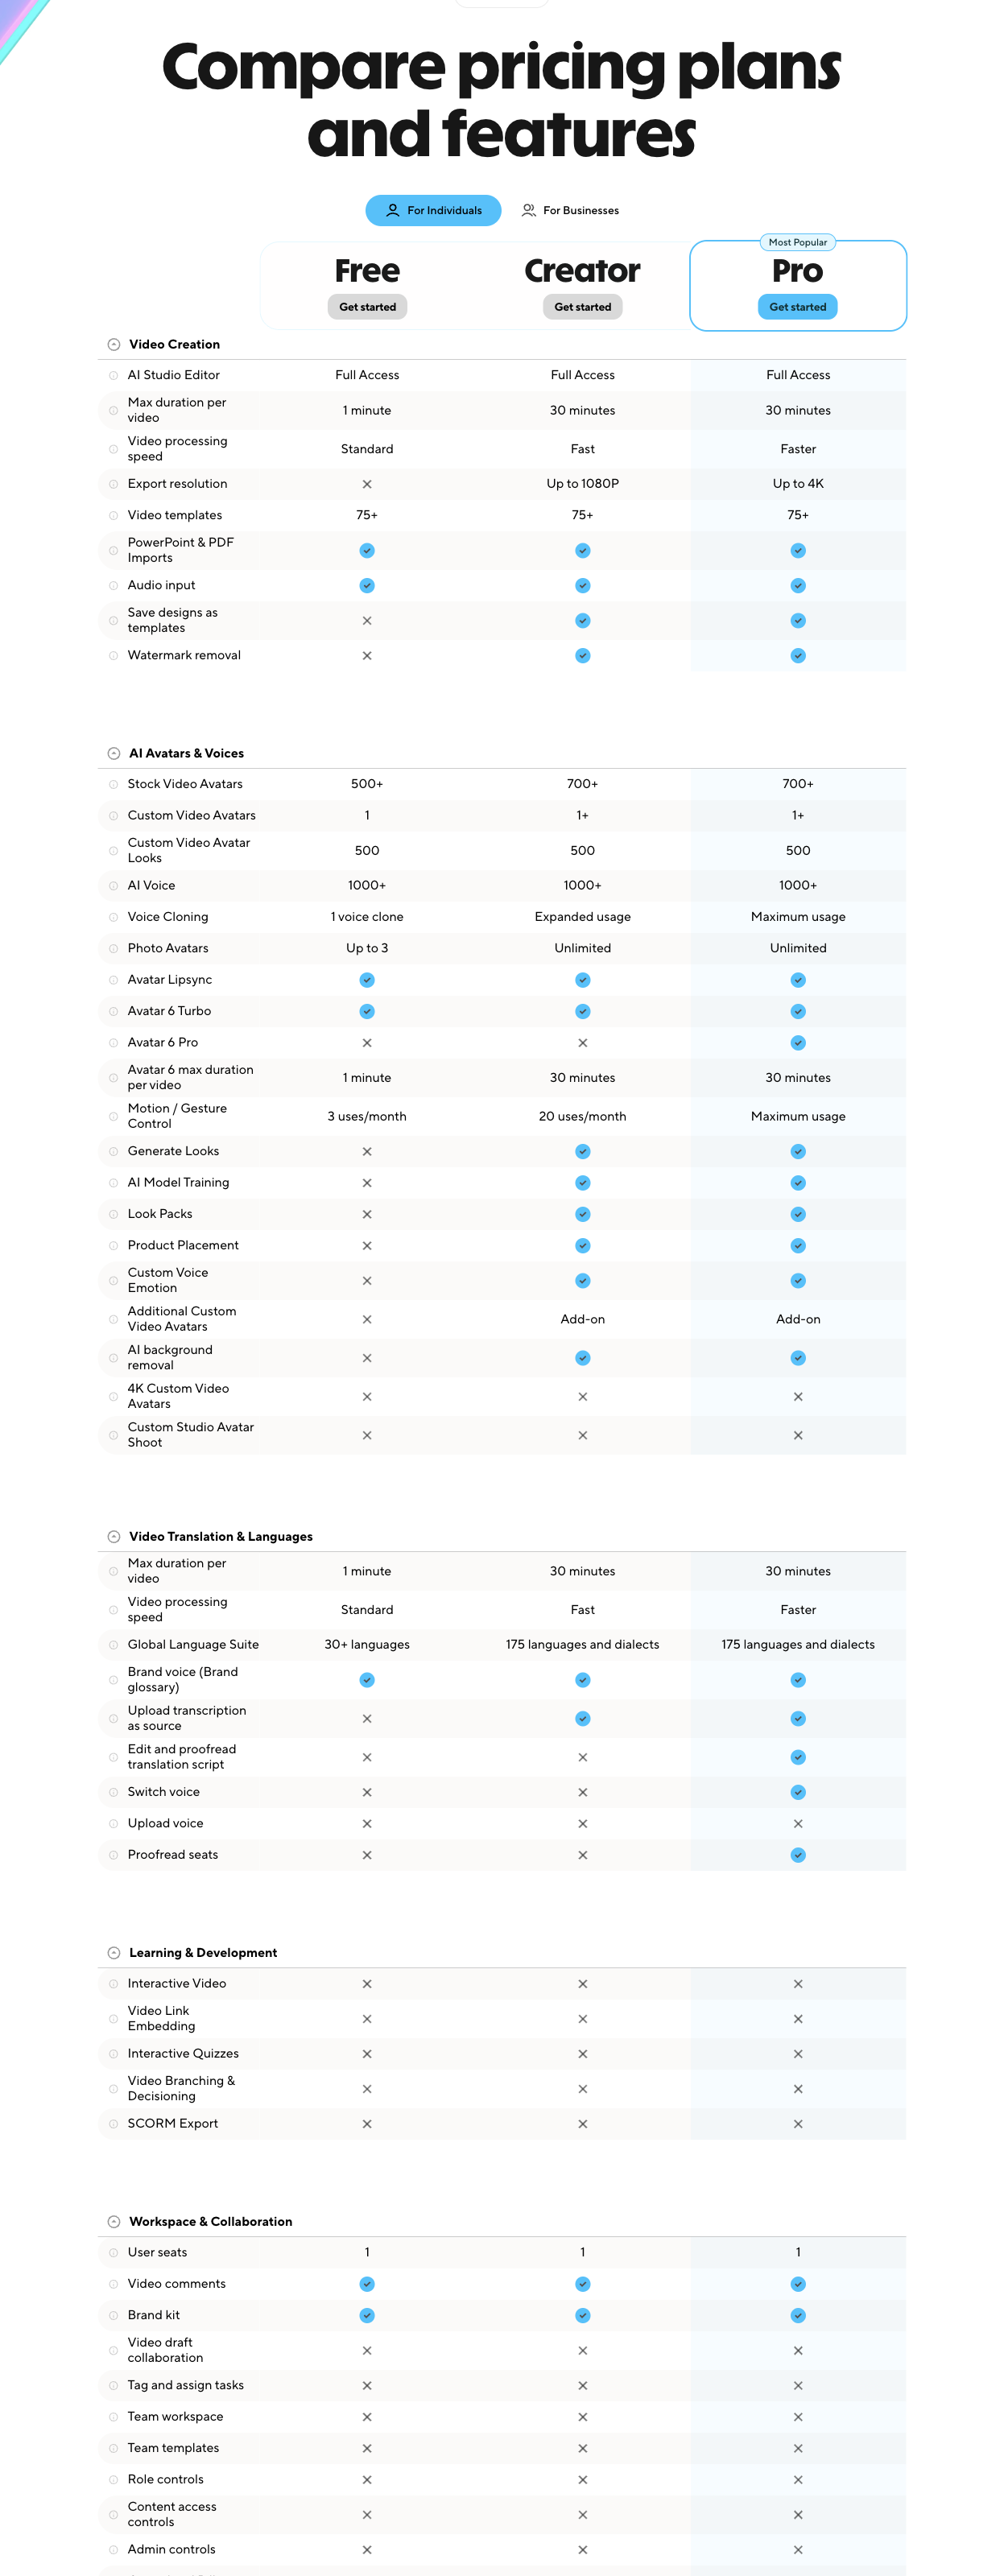 Compare pricing plans
and features
For Individuals
For Businesses
Most Popular
Free
Creator
Pro
Get started
Get started
Get started
Video Creation
AI Studio Editor Full Access Full Access Full Access
Max duration per
video
1 minute 30 minutes 30 minutes
Video processing
speed
Standard Fast Faster
Export resolution Up to 1080P Up to 4K
Video templates 75+ 75+ 75+
PowerPoint & PDF
Imports
Audio input
Save designs as
templates
Watermark removal
AI Avatars & Voices
Stock Video Avatars 500+ 700+ 700+
Custom Video Avatars 1 1+ 1+
Custom Video Avatar
Looks
500 500 500
AI Voice 1000+ 1000+ 1000+
Voice Cloning 1 voice clone Expanded usage Maximum usage
Photo Avatars Up to 3 Unlimited Unlimited
Avatar Lipsync
Avatar 6 Turbo
Avatar 6 Pro
Avatar 6 max duration
per video
1 minute 30 minutes 30 minutes
Motion / Gesture
Control
3 uses/month 20 uses/month Maximum usage
Generate Looks
AI Model Training
Look Packs
Product Placement
Custom Voice
Emotion
Additional Custom
Video Avatars
Add-on Add-on
AI background
removal
4K Custom Video
Avatars
Custom Studio Avatar
Shoot
Video Translation & Languages
Max duration per
video
1 minute 30 minutes 30 minutes
Video processing
speed
Standard Fast Faster
Global Language Suite 30+ languages 175 languages and dialects 175 languages and dialects
Brand voice (Brand
glossary)
Upload transcription
as source
Edit and proofread
translation script
Switch voice
Upload voice
Proofread seats
Learning & Development
Interactive Video
Video Link
Embedding
Interactive Quizzes
Video Branching &
Decisioning
SCORM Export
Workspace & Collaboration
User seats 1 1 1
Video comments
Brand kit
Video draft
collaboration
Tag and assign tasks
Team workspace
Team templates
Role controls
Content access
controls
Admin controls